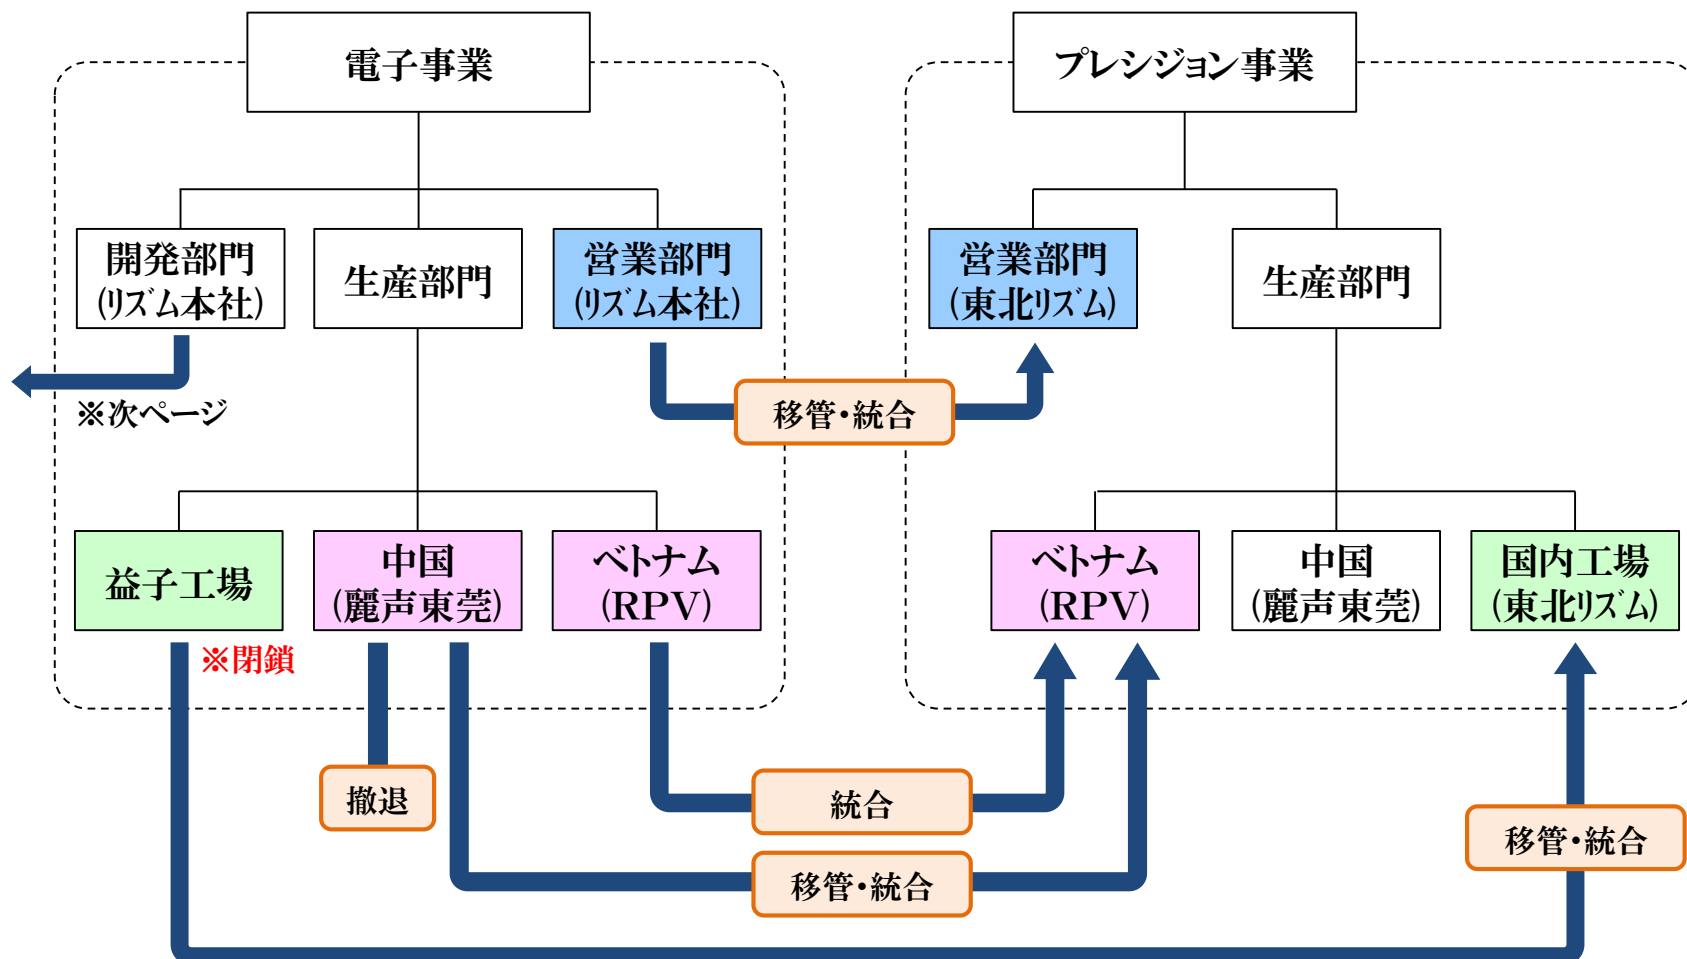 電子事業
プレシジョン事業
開発部門
(リズム本社)
生産部門
営業部門
(リズム本社)
営業部門
(東北リズム)
生産部門
※次ページ
移管・統合
益子工場
中国
(麗声東莞)
ベトナム
(RPV)
ベトナム
(RPV)
中国
(麗声東莞)
国内工場
(東北リズム)
※閉鎖
撤退
統合
移管・統合
移管・統合